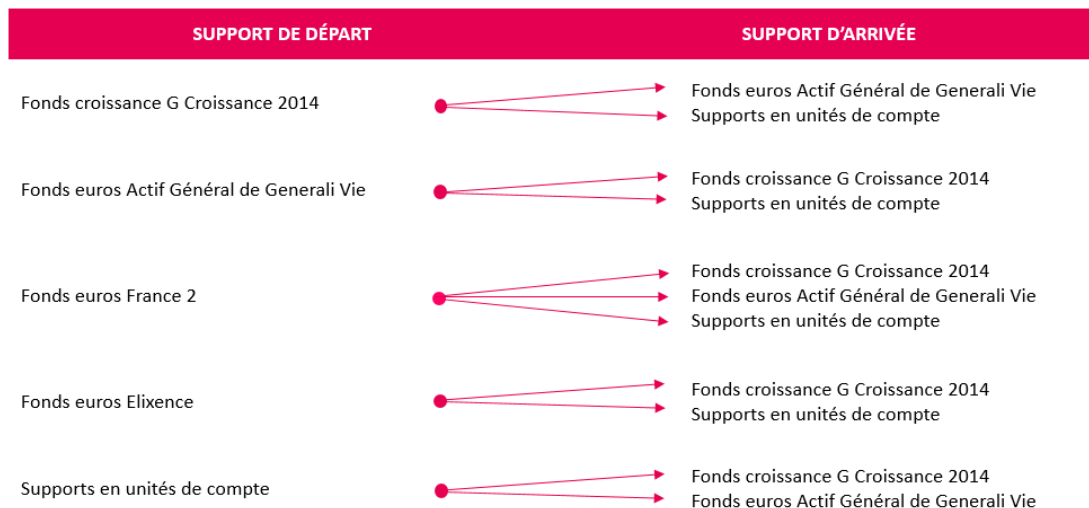 SUPPORT DE DÉPART
SUPPORT D'ARRIVÉE
Fonds croissance G Croissance 2014
Fonds euros Actif Général de Generali Vie
Supports en unités de compte
Fonds euros Actif Général de Generali Vie
Fonds croissance G Croissance 2014
Supports en unités de compte
Fonds euros France 2
Fonds croissance G Croissance 2014
Fonds euros Actif Général de Generali Vie
Supports en unités de compte
Fonds euros Elixence
Fonds croissance G Croissance 2014
Supports en unités de compte
Supports en unités de compte
Fonds croissance G Croissance 2014
Fonds euros Actif Général de Generali Vie